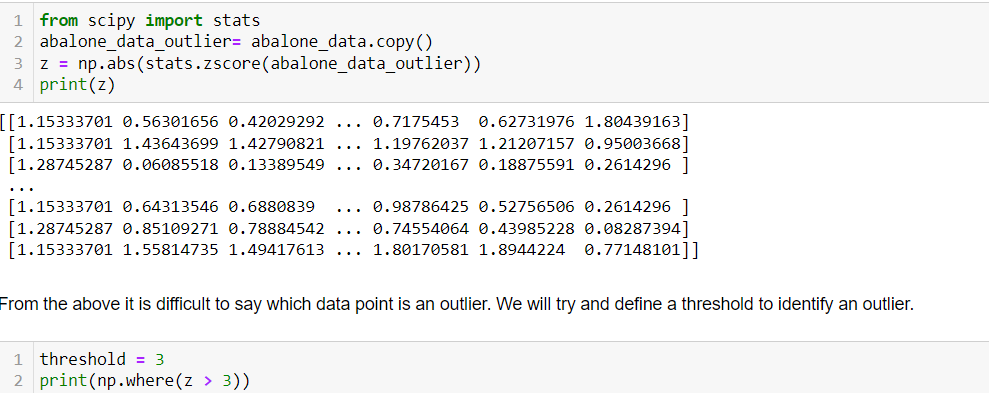 1 from scipy import stats
2 abalone_data_outlier= abalone_data.copy()
3 z = np.abs(stats.zscore(abalone_data_outlier))
4 print(z)
[[1.15333701 0.56301656 0.42029292 ... 0.7175453  0.62731976 1.80439163]
 [1.15333701 1.43643699 1.42790821 ... 1.19762037 1.21207157 0.95003668]
 [1.28745287 0.06085518 0.13389549 ... 0.34720167 0.18875591 0.2614296 ]
 ...
 [1.15333701 0.64313546 0.6880839  ... 0.98786425 0.52756506 0.2614296 ]
 [1.28745287 0.85109271 0.78884542 ... 0.74554064 0.43985228 0.08287394]
 [1.15333701 1.55814735 1.49417613 ... 1.80170581 1.8944224  0.77148101]]
From the above it is difficult to say which data point is an outlier. We will try and define a threshold to identify an outlier.
1 threshold = 3
2 print(np.where(z > 3))